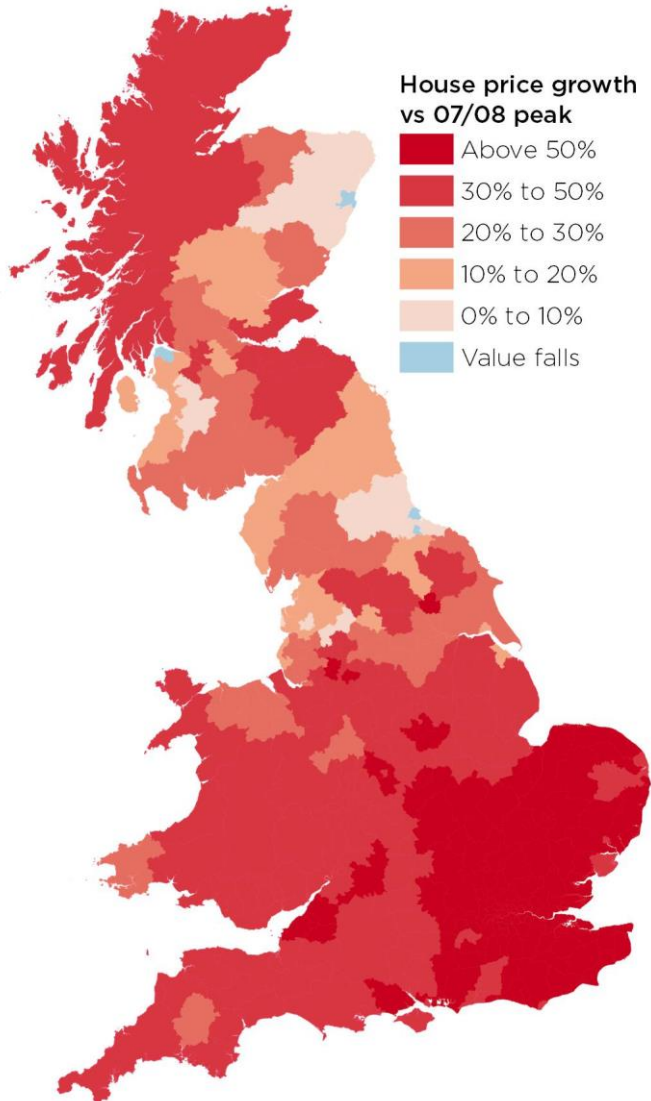 House price growth
vs 07/08 peak
Above 50%
30% to 50%
20% to 30%
10% to 20%
0% to 10%
Value falls